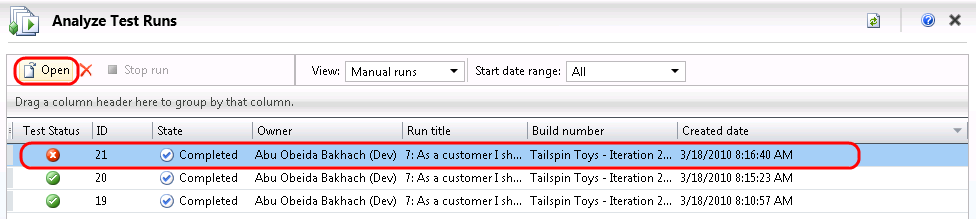 Analyze Test Runs
Open Stop run View: Manual runs Start date range: All
Drag a column header here to group by that column.
Test Status ID State Owner Run title Build number Created date
21 Completed Abu Obeida Bakhach (Dev) 7: As a customer I sh... Tailspin Toys - Iteration 2... 3/18/2010 8:16:40 AM
20 Completed Abu Obeida Bakhach (Dev) 7: As a customer I sh... Tailspin Toys - Iteration 2... 3/18/2010 8:15:23 AM
19 Completed Abu Obeida Bakhach (Dev) 7: As a customer I sh... Tailspin Toys - Iteration 2... 3/18/2010 8:10:57 AM